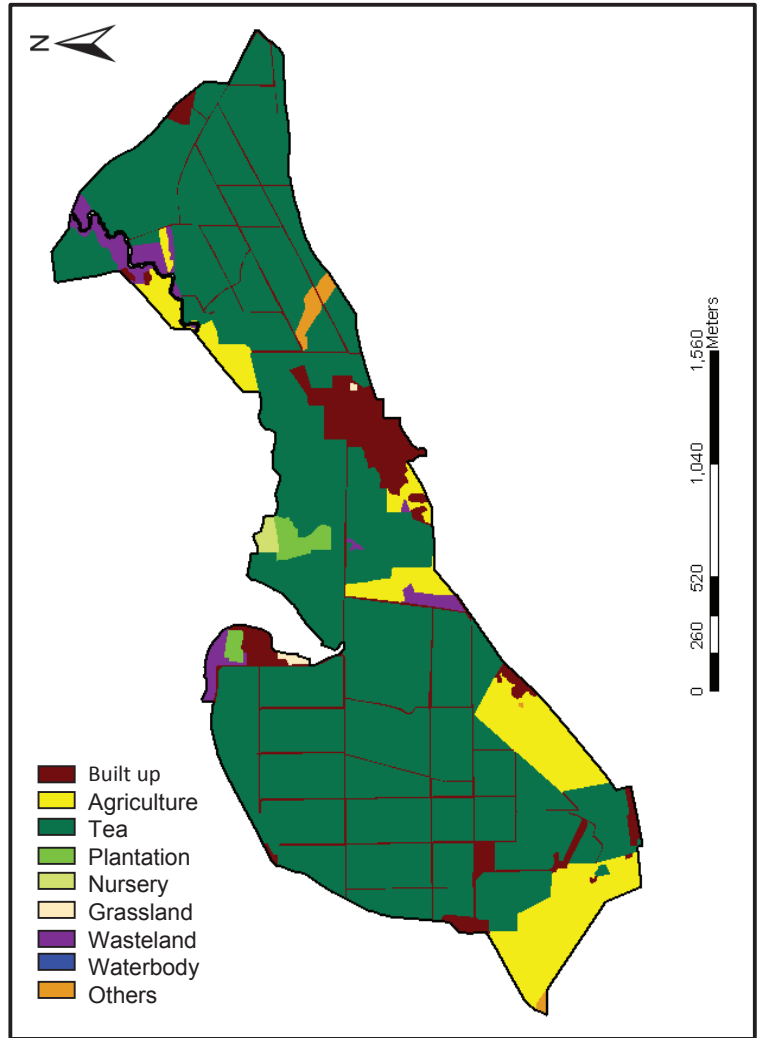 N
0 260 520 1,040 1,560
Meters
Built up
Agriculture
Tea
Plantation
Nursery
Grassland
Wasteland
Waterbody
Others